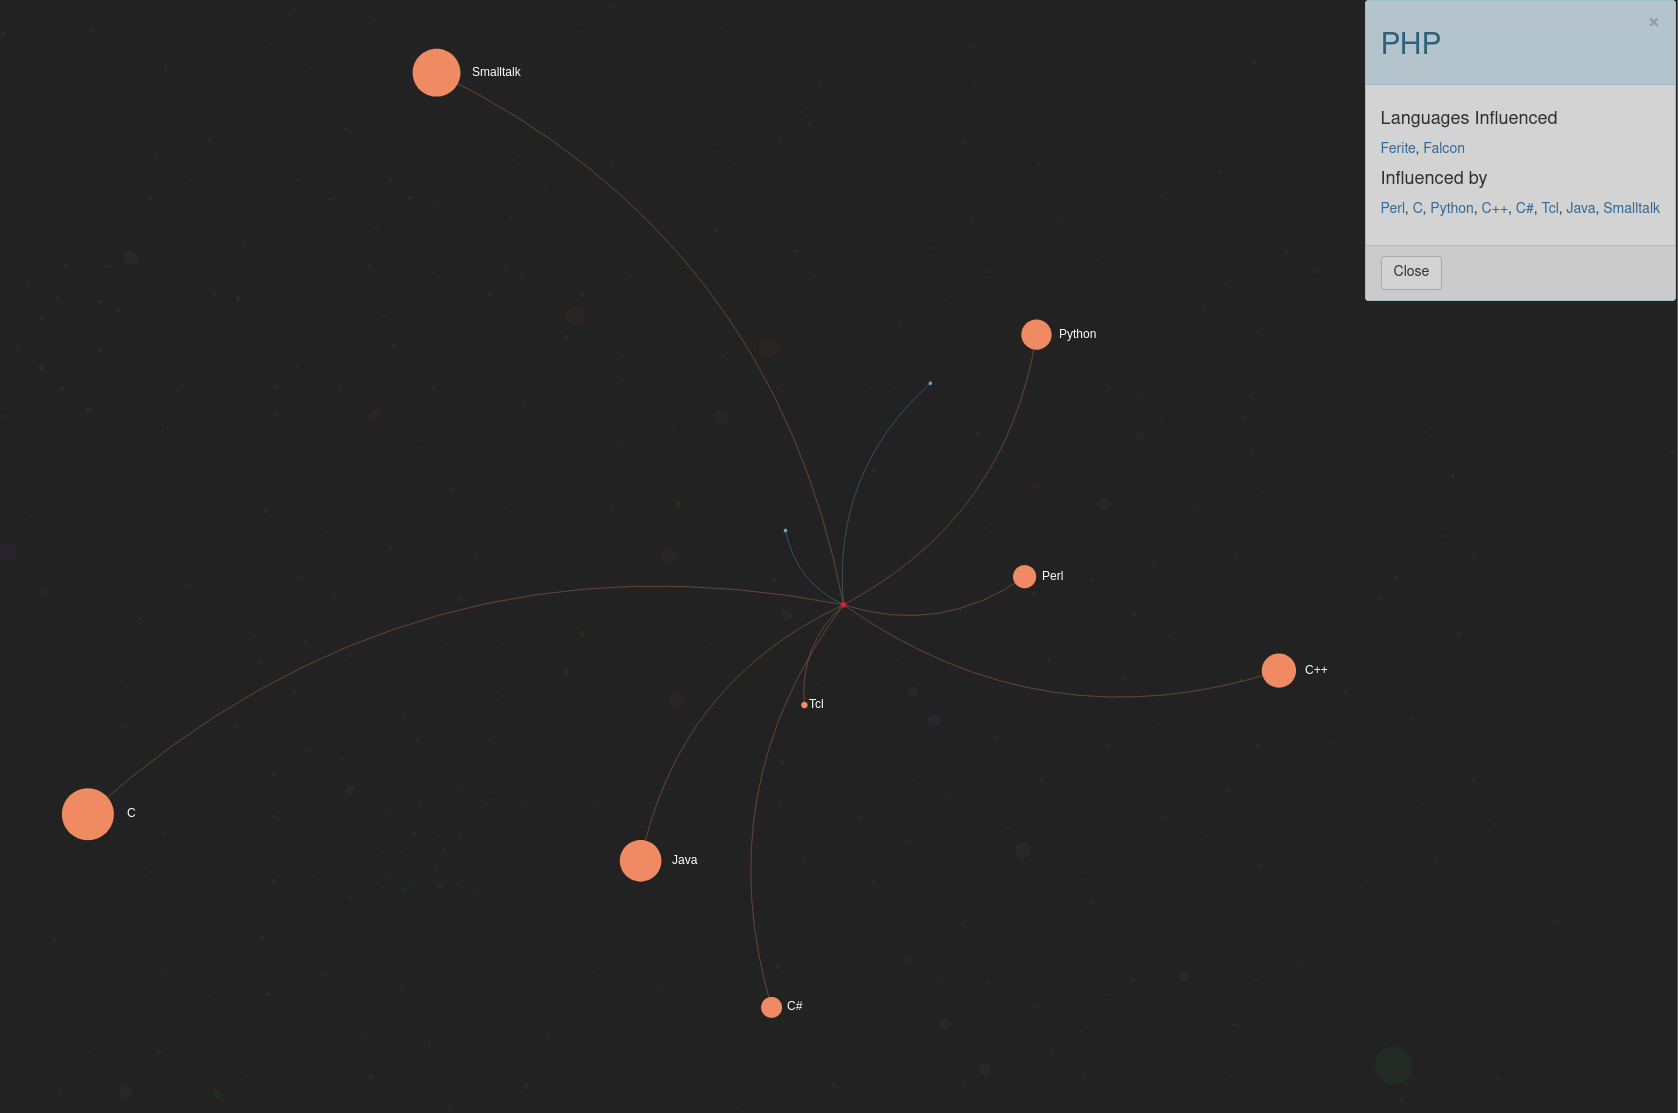 PHP
×
Languages Influenced
Ferite, Falcon
Influenced by
Perl, C, Python, C++, C#, Tcl, Java, Smalltalk
Close
Smalltalk
Python
Perl
C++
Tcl
C
Java
C#